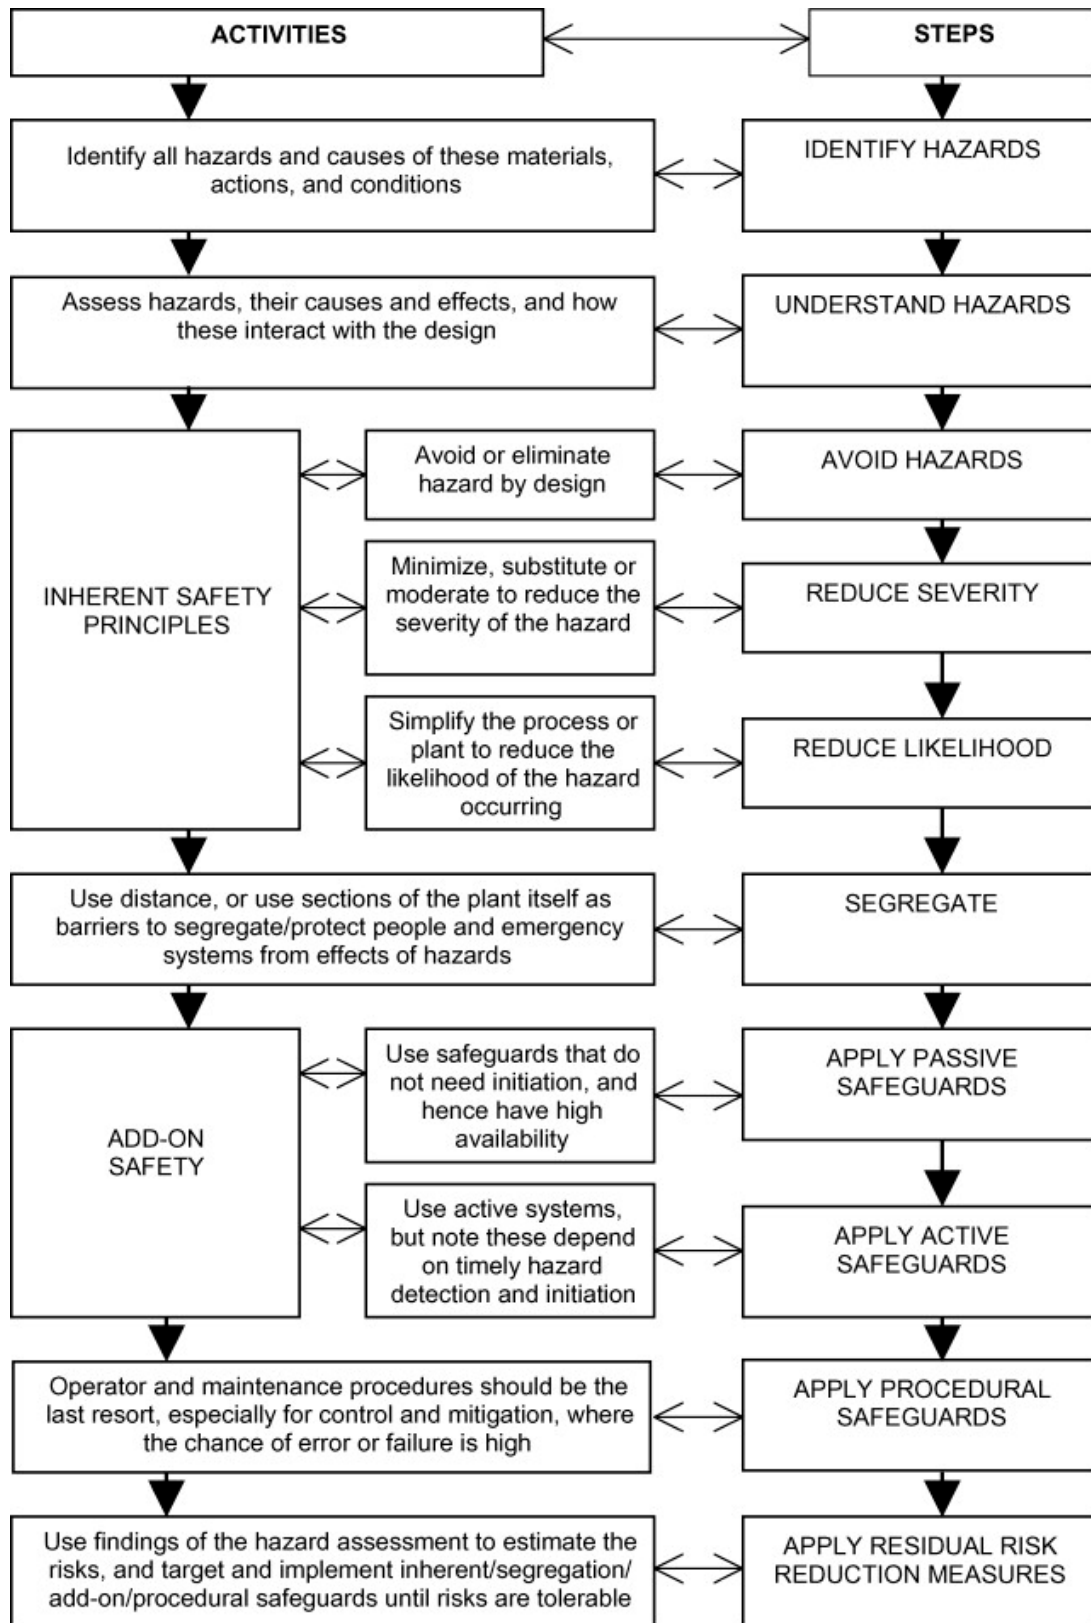 ACTIVITIES
STEPS
Identify all hazards and causes of these materials,
actions, and conditions
IDENTIFY HAZARDS
Assess hazards, their causes and effects, and how
these interact with the design
UNDERSTAND HAZARDS
INHERENT SAFETY
PRINCIPLES
Avoid or eliminate
hazard by design
AVOID HAZARDS
Minimize, substitute or
moderate to reduce the
severity of the hazard
REDUCE SEVERITY
Simplify the process or
plant to reduce the
likelihood of the hazard
occurring
REDUCE LIKELIHOOD
Use distance, or use sections of the plant itself as
barriers to segregate/protect people and emergency
systems from effects of hazards
SEGREGATE
ADD-ON
SAFETY
Use safeguards that do
not need initiation, and
hence have high
availability
APPLY PASSIVE
SAFEGUARDS
Use active systems,
but note these depend
on timely hazard
detection and initiation
APPLY ACTIVE
SAFEGUARDS
Operator and maintenance procedures should be the
last resort, especially for control and mitigation, where
the chance of error or failure is high
APPLY PROCEDURAL
SAFEGUARDS
Use findings of the hazard assessment to estimate the
risks, and target and implement inherent/segregation/
add-on/procedural safeguards until risks are tolerable
APPLY RESIDUAL RISK
REDUCTION MEASURES